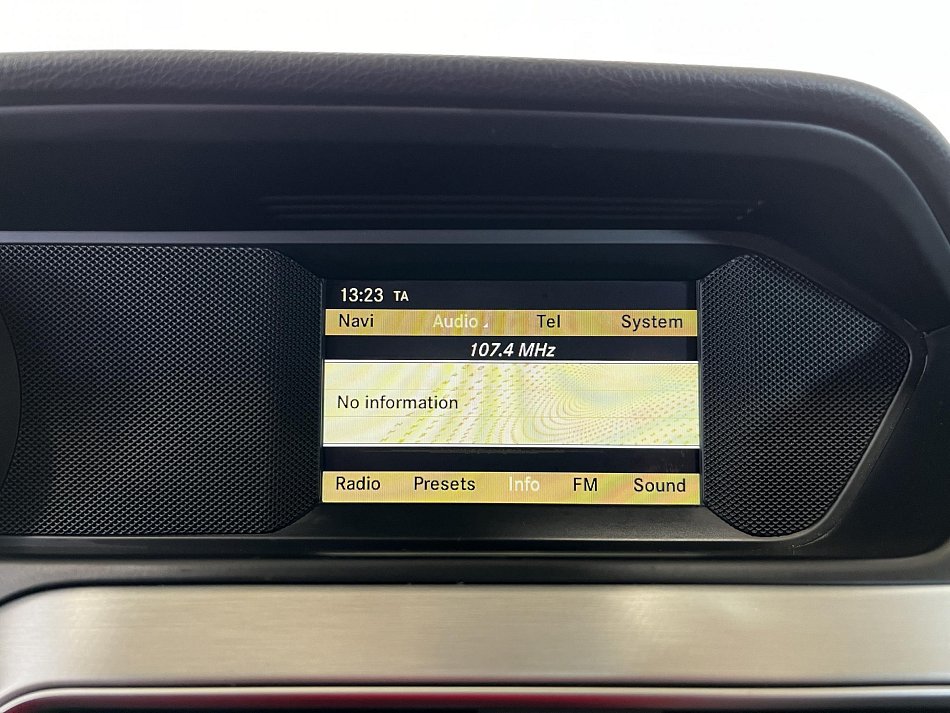 13:23 TA
Navi Audio Tel System
107.4 MHz
No information
Radio Presets Info FM Sound